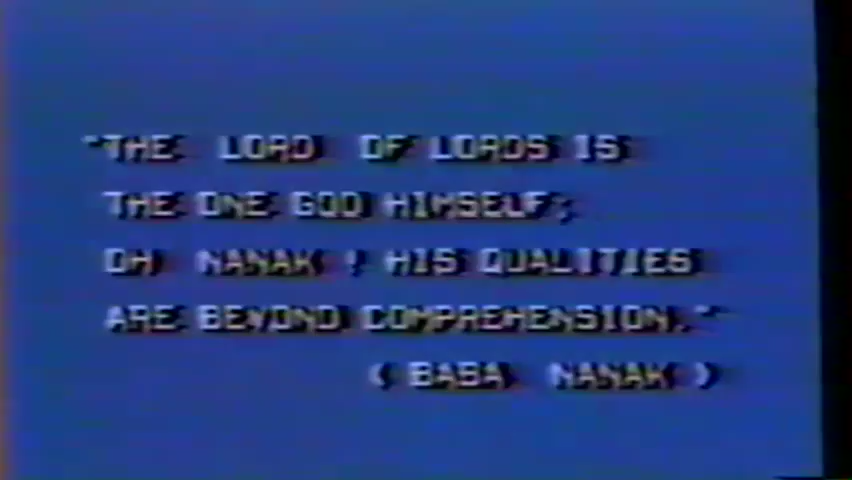 "THE LORD OF LORDS IS
THE ONE GOD HIMSELF;
OH NANAK ! HIS QUALITIES
ARE BEYOND COMPREHENSION."
( BABA NANAK )